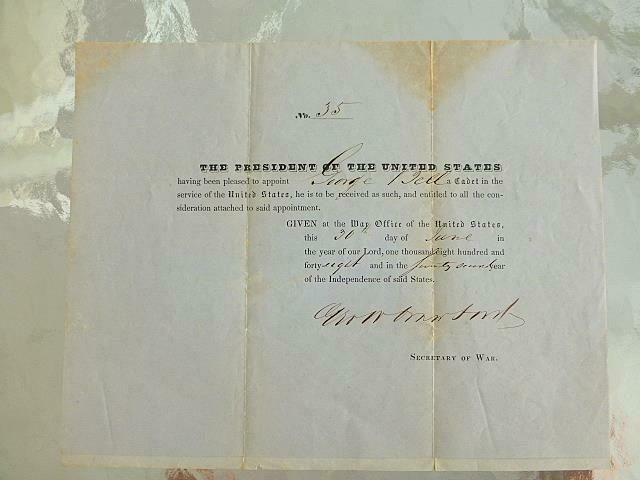 No. 35
THE PRESIDENT OF THE UNITED STATES
having been pleased to appoint George Bell a Cadet in the
service of the United States, he is to be received as such, and entitled to all the con-
sideration attached to said appointment.
GIVEN at the War Office of the United States,
this 30th day of June in
the year of our Lord, one thousand eight hundred and
forty-eight and in the seventy second year
of the Independence of said States.
Geo W Crawford
SECRETARY OF WAR.